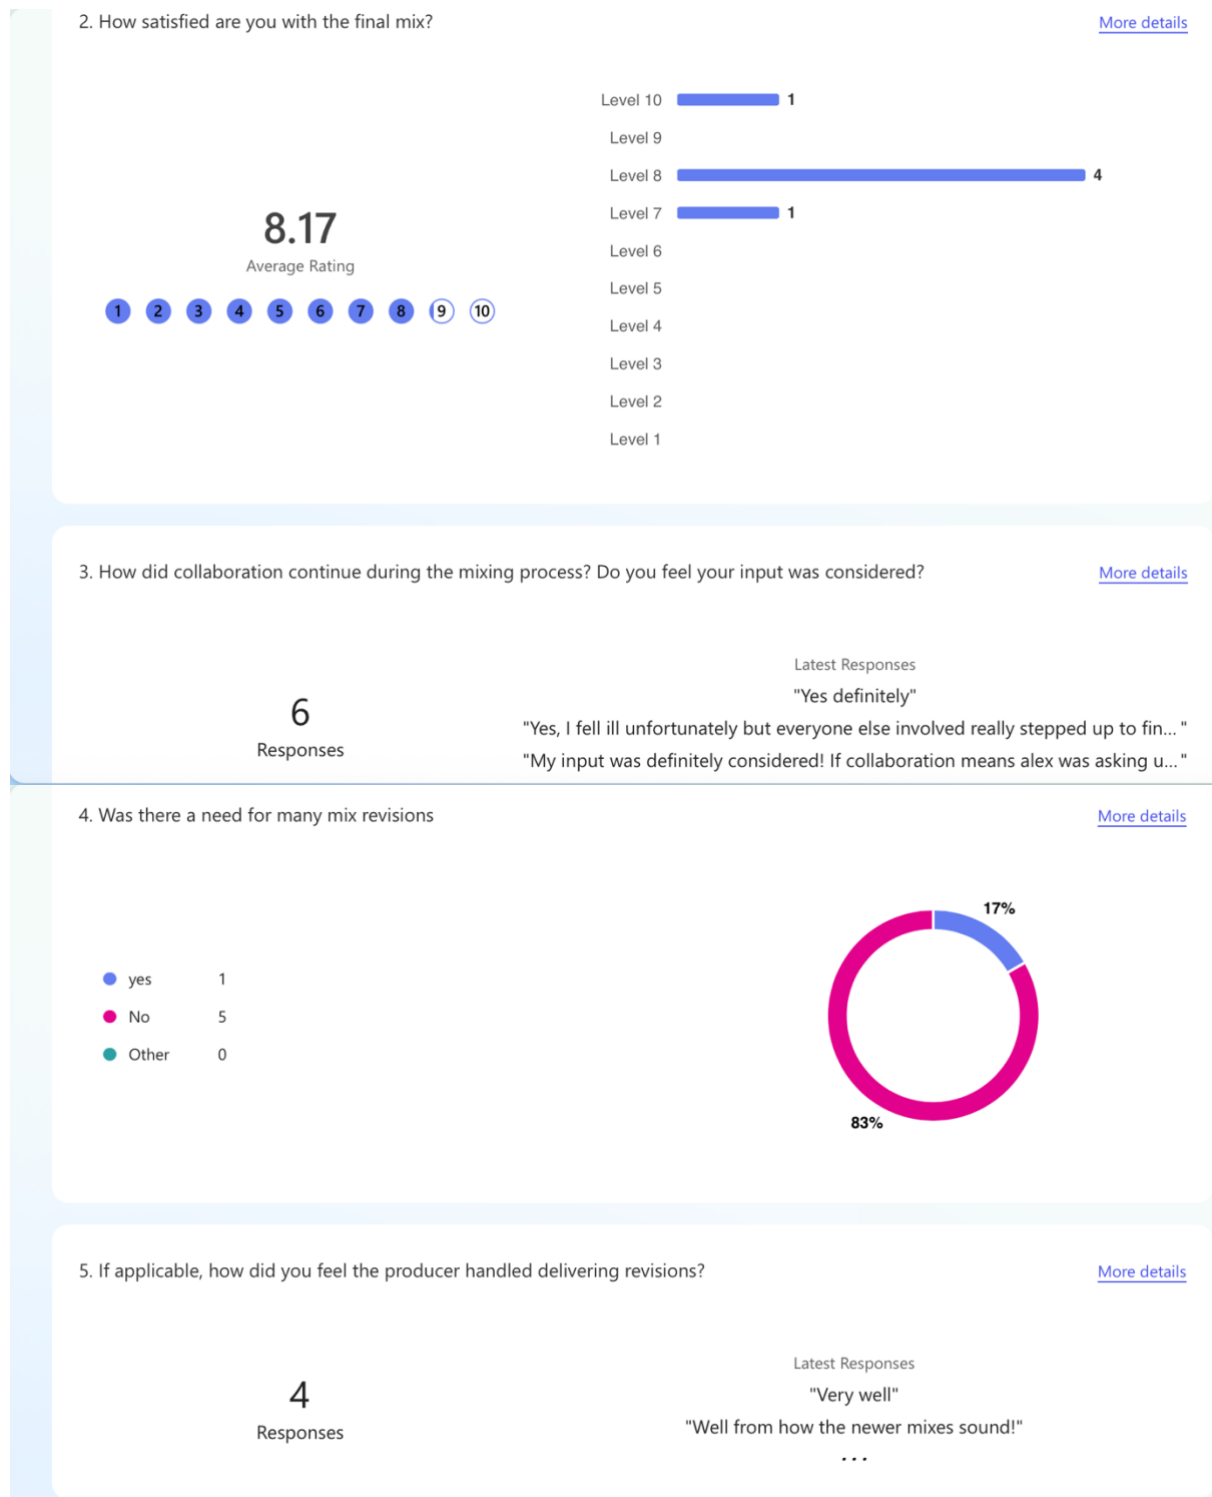 2. How satisfied are you with the final mix?
More details
Level 10 1
Level 9
Level 8 4
Level 7 1
Level 6
Level 5
Level 4
Level 3
Level 2
Level 1
8.17
Average Rating
1 2 3 4 5 6 7 8 9 10
3. How did collaboration continue during the mixing process? Do you feel your input was considered?
More details
6
Responses
Latest Responses
"Yes definitely"
"Yes, I fell ill unfortunately but everyone else involved really stepped up to fin... "
"My input was definitely considered! If collaboration means alex was asking u... "
4. Was there a need for many mix revisions
More details
yes 1
No 5
Other 0
17%
83%
5. If applicable, how did you feel the producer handled delivering revisions?
More details
4
Responses
Latest Responses
"Very well"
"Well from how the newer mixes sound!"
...